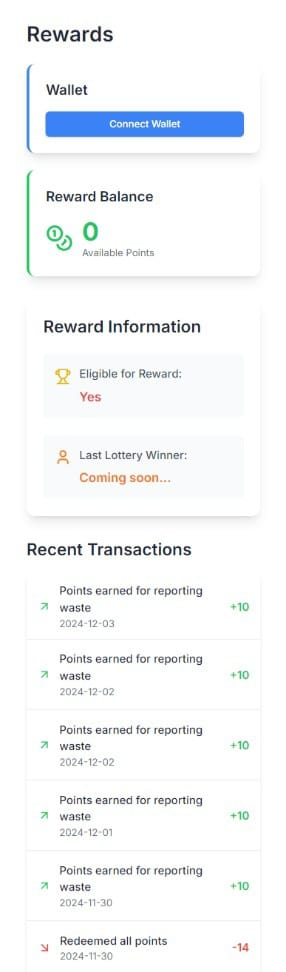 Rewards
Wallet
Connect Wallet
Reward Balance
0
Available Points
Reward Information
Eligible for Reward:
Yes
Last Lottery Winner:
Coming soon...
Recent Transactions
Points earned for reporting
waste
2024-12-03
+10
Points earned for reporting
waste
2024-12-02
+10
Points earned for reporting
waste
2024-12-02
+10
Points earned for reporting
waste
2024-12-01
+10
Points earned for reporting
waste
2024-11-30
+10
Redeemed all points
2024-11-30
-14